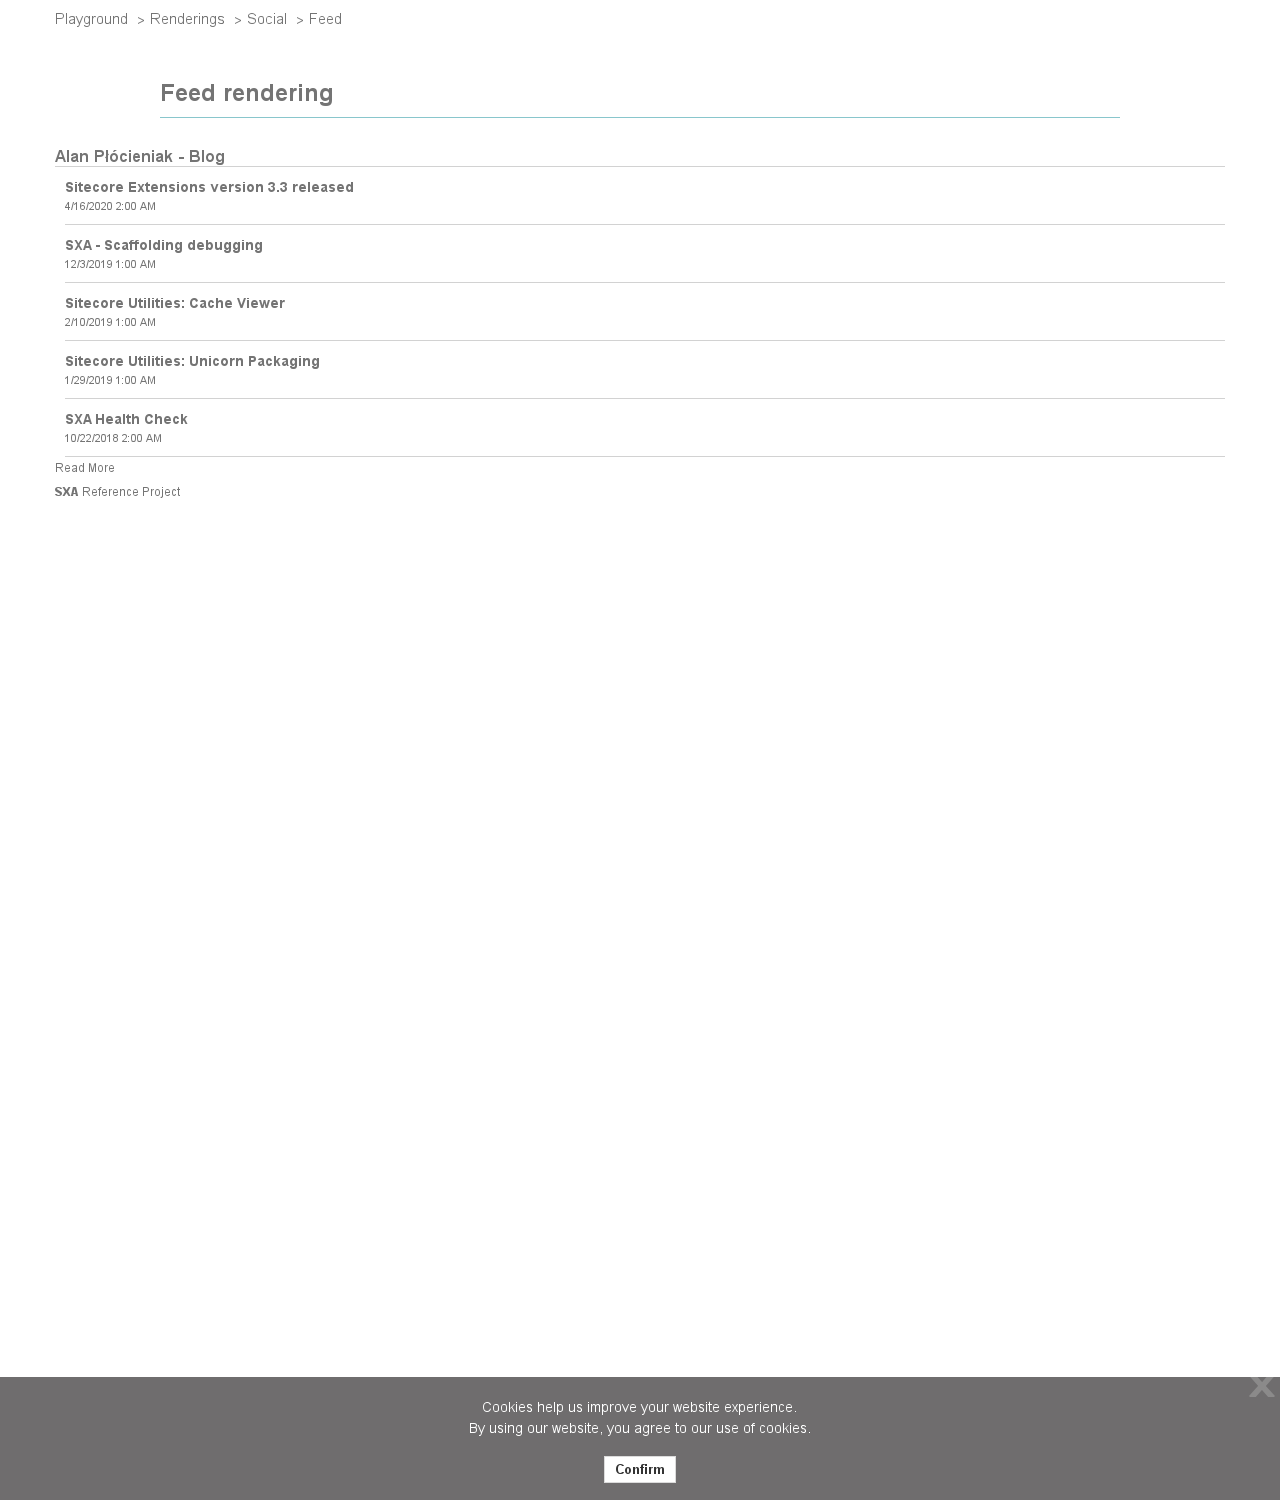 Playground > Renderings > Social > Feed
Feed rendering
Alan Płócieniak - Blog
Sitecore Extensions version 3.3 released
4/16/2020 2:00 AM
SXA - Scaffolding debugging
12/3/2019 1:00 AM
Sitecore Utilities: Cache Viewer
2/10/2019 1:00 AM
Sitecore Utilities: Unicorn Packaging
1/29/2019 1:00 AM
SXA Health Check
10/22/2018 2:00 AM
Read More
SXA Reference Project
X
Cookies help us improve your website experience.
By using our website, you agree to our use of cookies.
Confirm